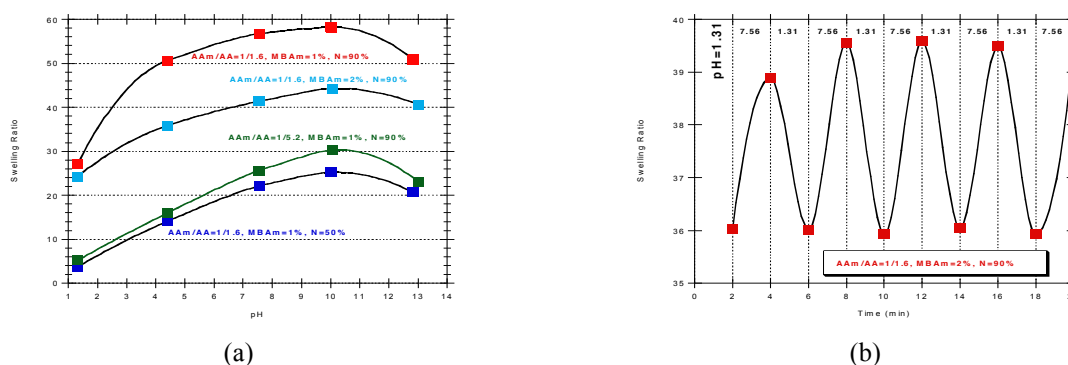 60
50
40
30
20
10
0
Swelling Ratio
AAm/AA=1/1.6, MBAm=1%, N=90%
AAm/AA=1/1.6, MBAm=2%, N=90%
AAm/AA=1/5.2, MBAm=1%, N=90%
AAm/AA=1/1.6, MBAm=1%, N=50%
1 2 3 4 5 6 7 8 9 10 11 12 13 14
pH
(a)
40
39
38
37
36
35
Swelling Ratio
pH=1.31
7.56 1.31 7.56 1.31 7.56 1.31 7.56 1.31 7.56
AAm/AA=1/1.6, MBAm=2%, N=90%
0 2 4 6 8 10 12 14 16 18
Time (min)
(b)